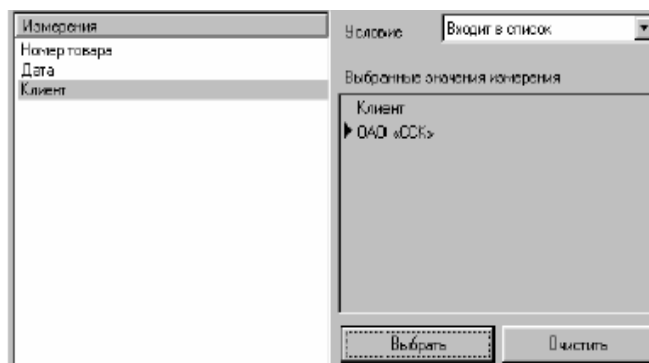 Измерения
Номер товара
Дата
Клиент
Условие
Входит в список
Выбранные значения измерения
Клиент
ОАО «ССК»
Выбрать
Очистить